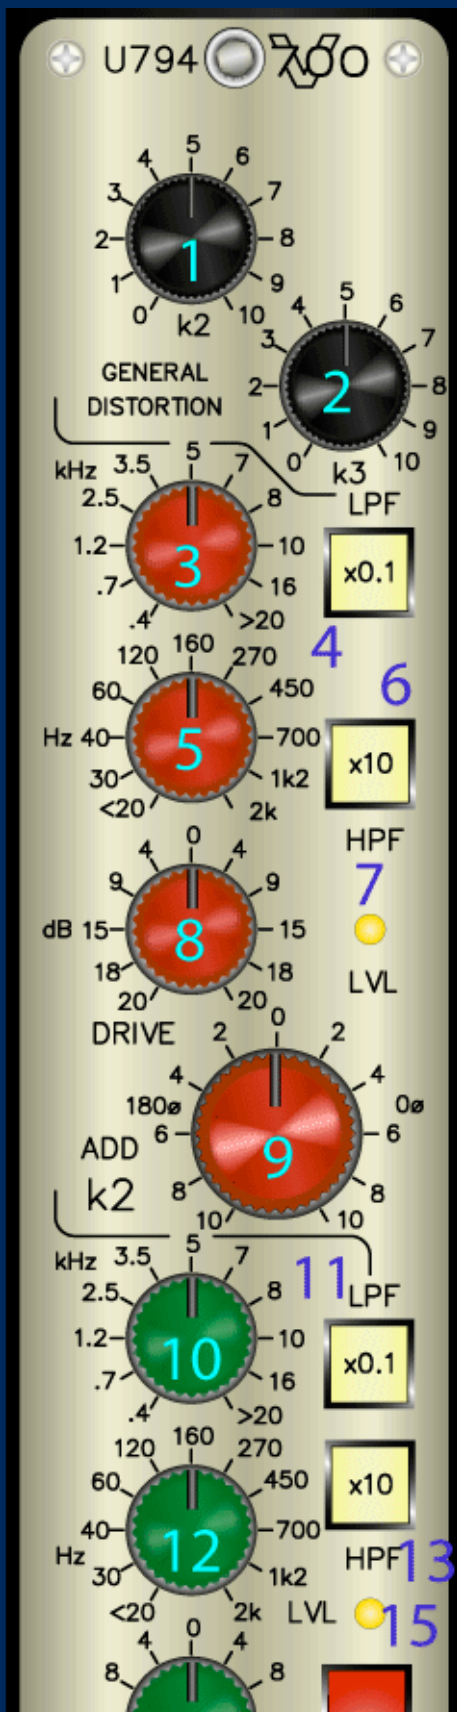 U794 700
5
4 6
3 7
2 8
1 9
0 10
1
k2
5
4 6
3 7
2 8
1 9
0 10
2
k3
GENERAL
DISTORTION
LPF
kHz 3.5 5 7
2.5 8
1.2 10
.7 16
.4 >20
3
x0.1
4
160
120 270
60 450
Hz 40 700
30 1k2
<20 2k
5
6
x10
HPF
7
0
4 4
9 9
dB 15 15
18 18
20 20
8
LVL
DRIVE
0
2 2
4 4
180ø 0ø
6 6
8 8
10 10
9
ADD
k2
kHz 3.5 5 7
2.5 8
1.2 10
.7 16
.4 >20
10
11 LPF
x0.1
160
120 270
60 450
40 700
Hz 30 1k2
<20 2k
12
x10
HPF 13
LVL 15
0
4 4
8 8